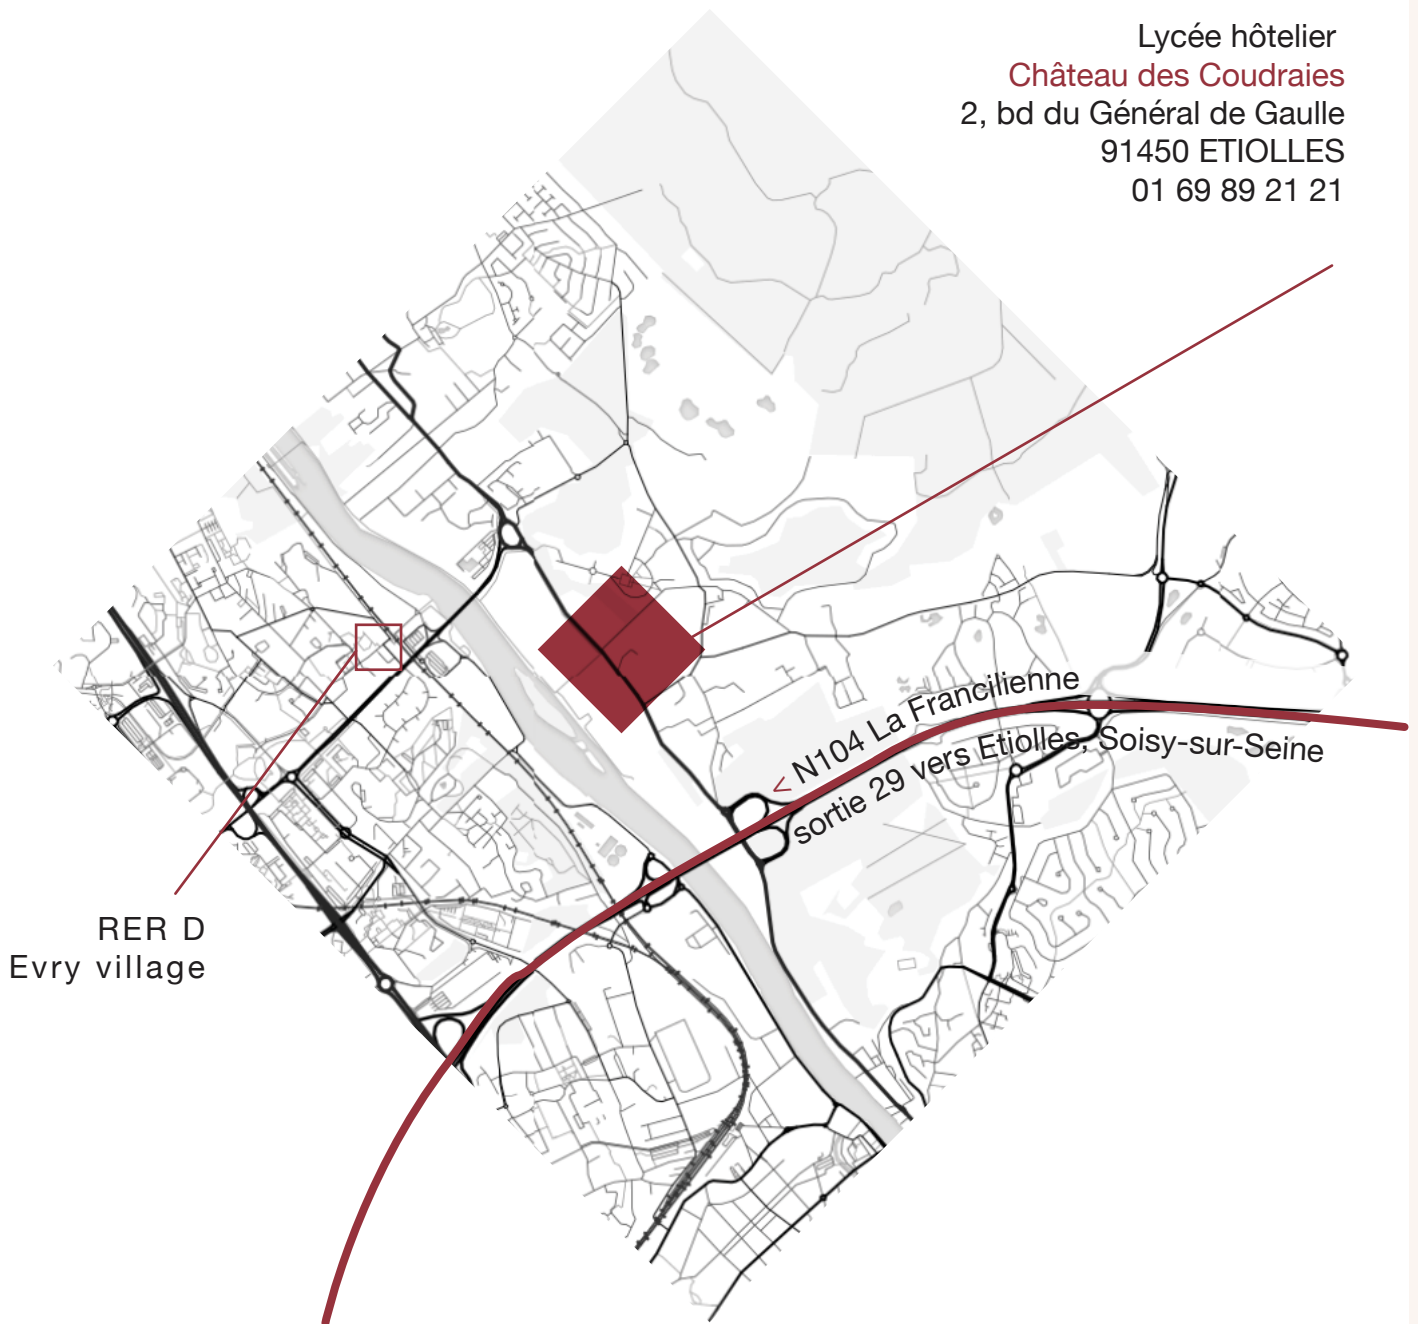 Lycée hôtelier
Château des Coudraies
2, bd du Général de Gaulle
91450 ETIOLLES
01 69 89 21 21
< N104 La Francilienne
sortie 29 vers Etiolles, Soisy-sur-Seine
RER D
Evry village